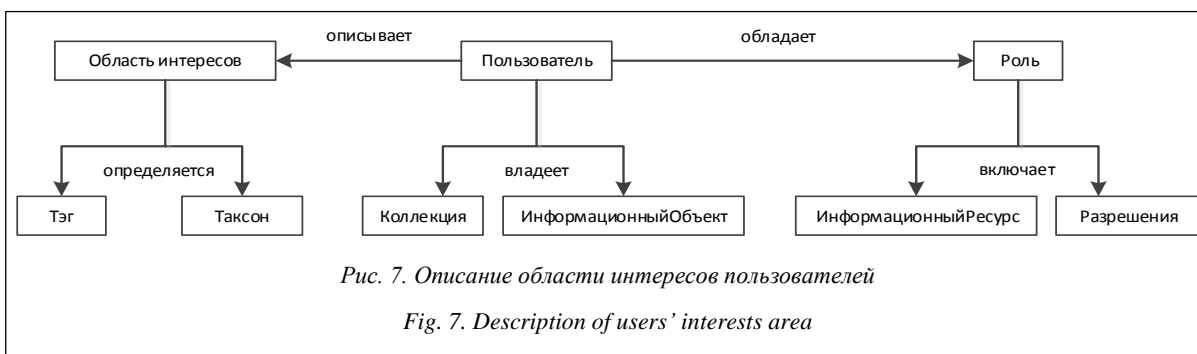 описывает
обладает
Область интересов
Пользователь
Роль
определяется
владеет
включает
Тэг
Таксон
Коллекция
ИнформационныйОбъект
ИнформационныйРесурс
Разрешения
Рис. 7. Описание области интересов пользователей
Fig. 7. Description of users’ interests area